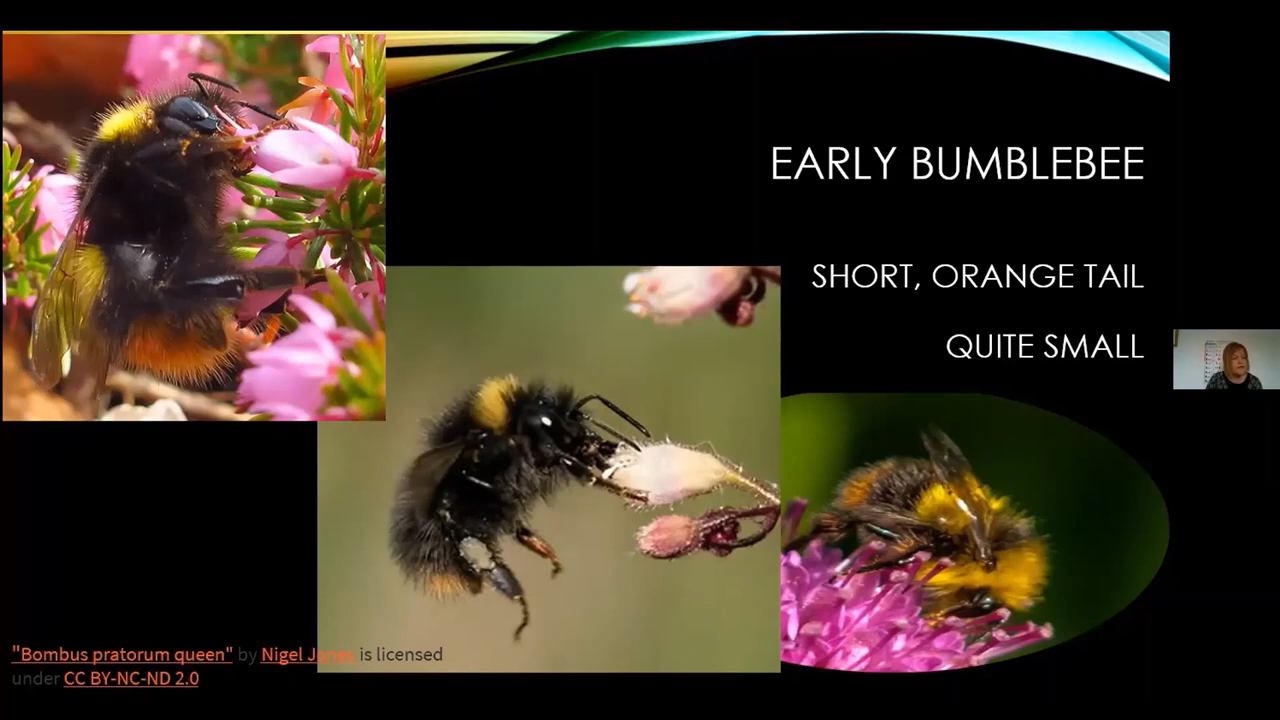 EARLY BUMBLEBEE
SHORT, ORANGE TAIL
QUITE SMALL
"Bombus pratorum queen" by Nigel Jones is licensed
under CC BY-NC-ND 2.0